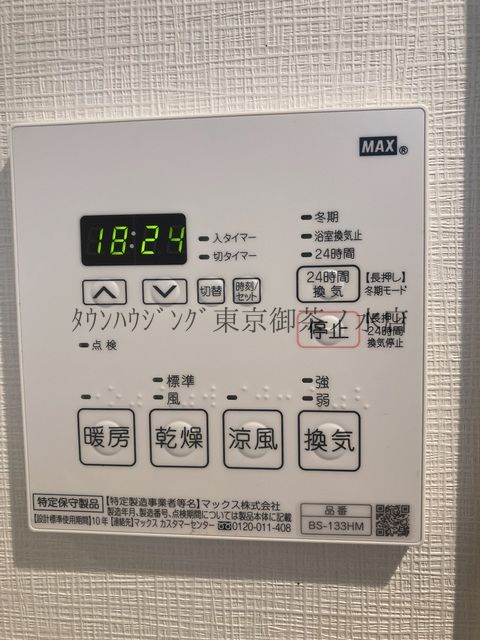 MAX®
冬期
浴室換気止
24時間
18:24
入タイマー
切タイマー
切替
時刻/セット
24時間
換気
【長押し】
冬期モード
停止
【長押し】
24時間
換気停止
ﾀｳﾝﾊｳｼﾞﾝｸﾞ東京御茶ノ水店
点検
標準
風
強
弱
暖房
乾燥
涼風
換気
特定保守製品
【特定製造事業者等名】マックス株式会社
製造年月、製造番号、点検期間については製品本体に記載
【設計標準使用期間】10年【連絡先】マックス カスタマーセンター 0120-011-408
品番
BS-133HM